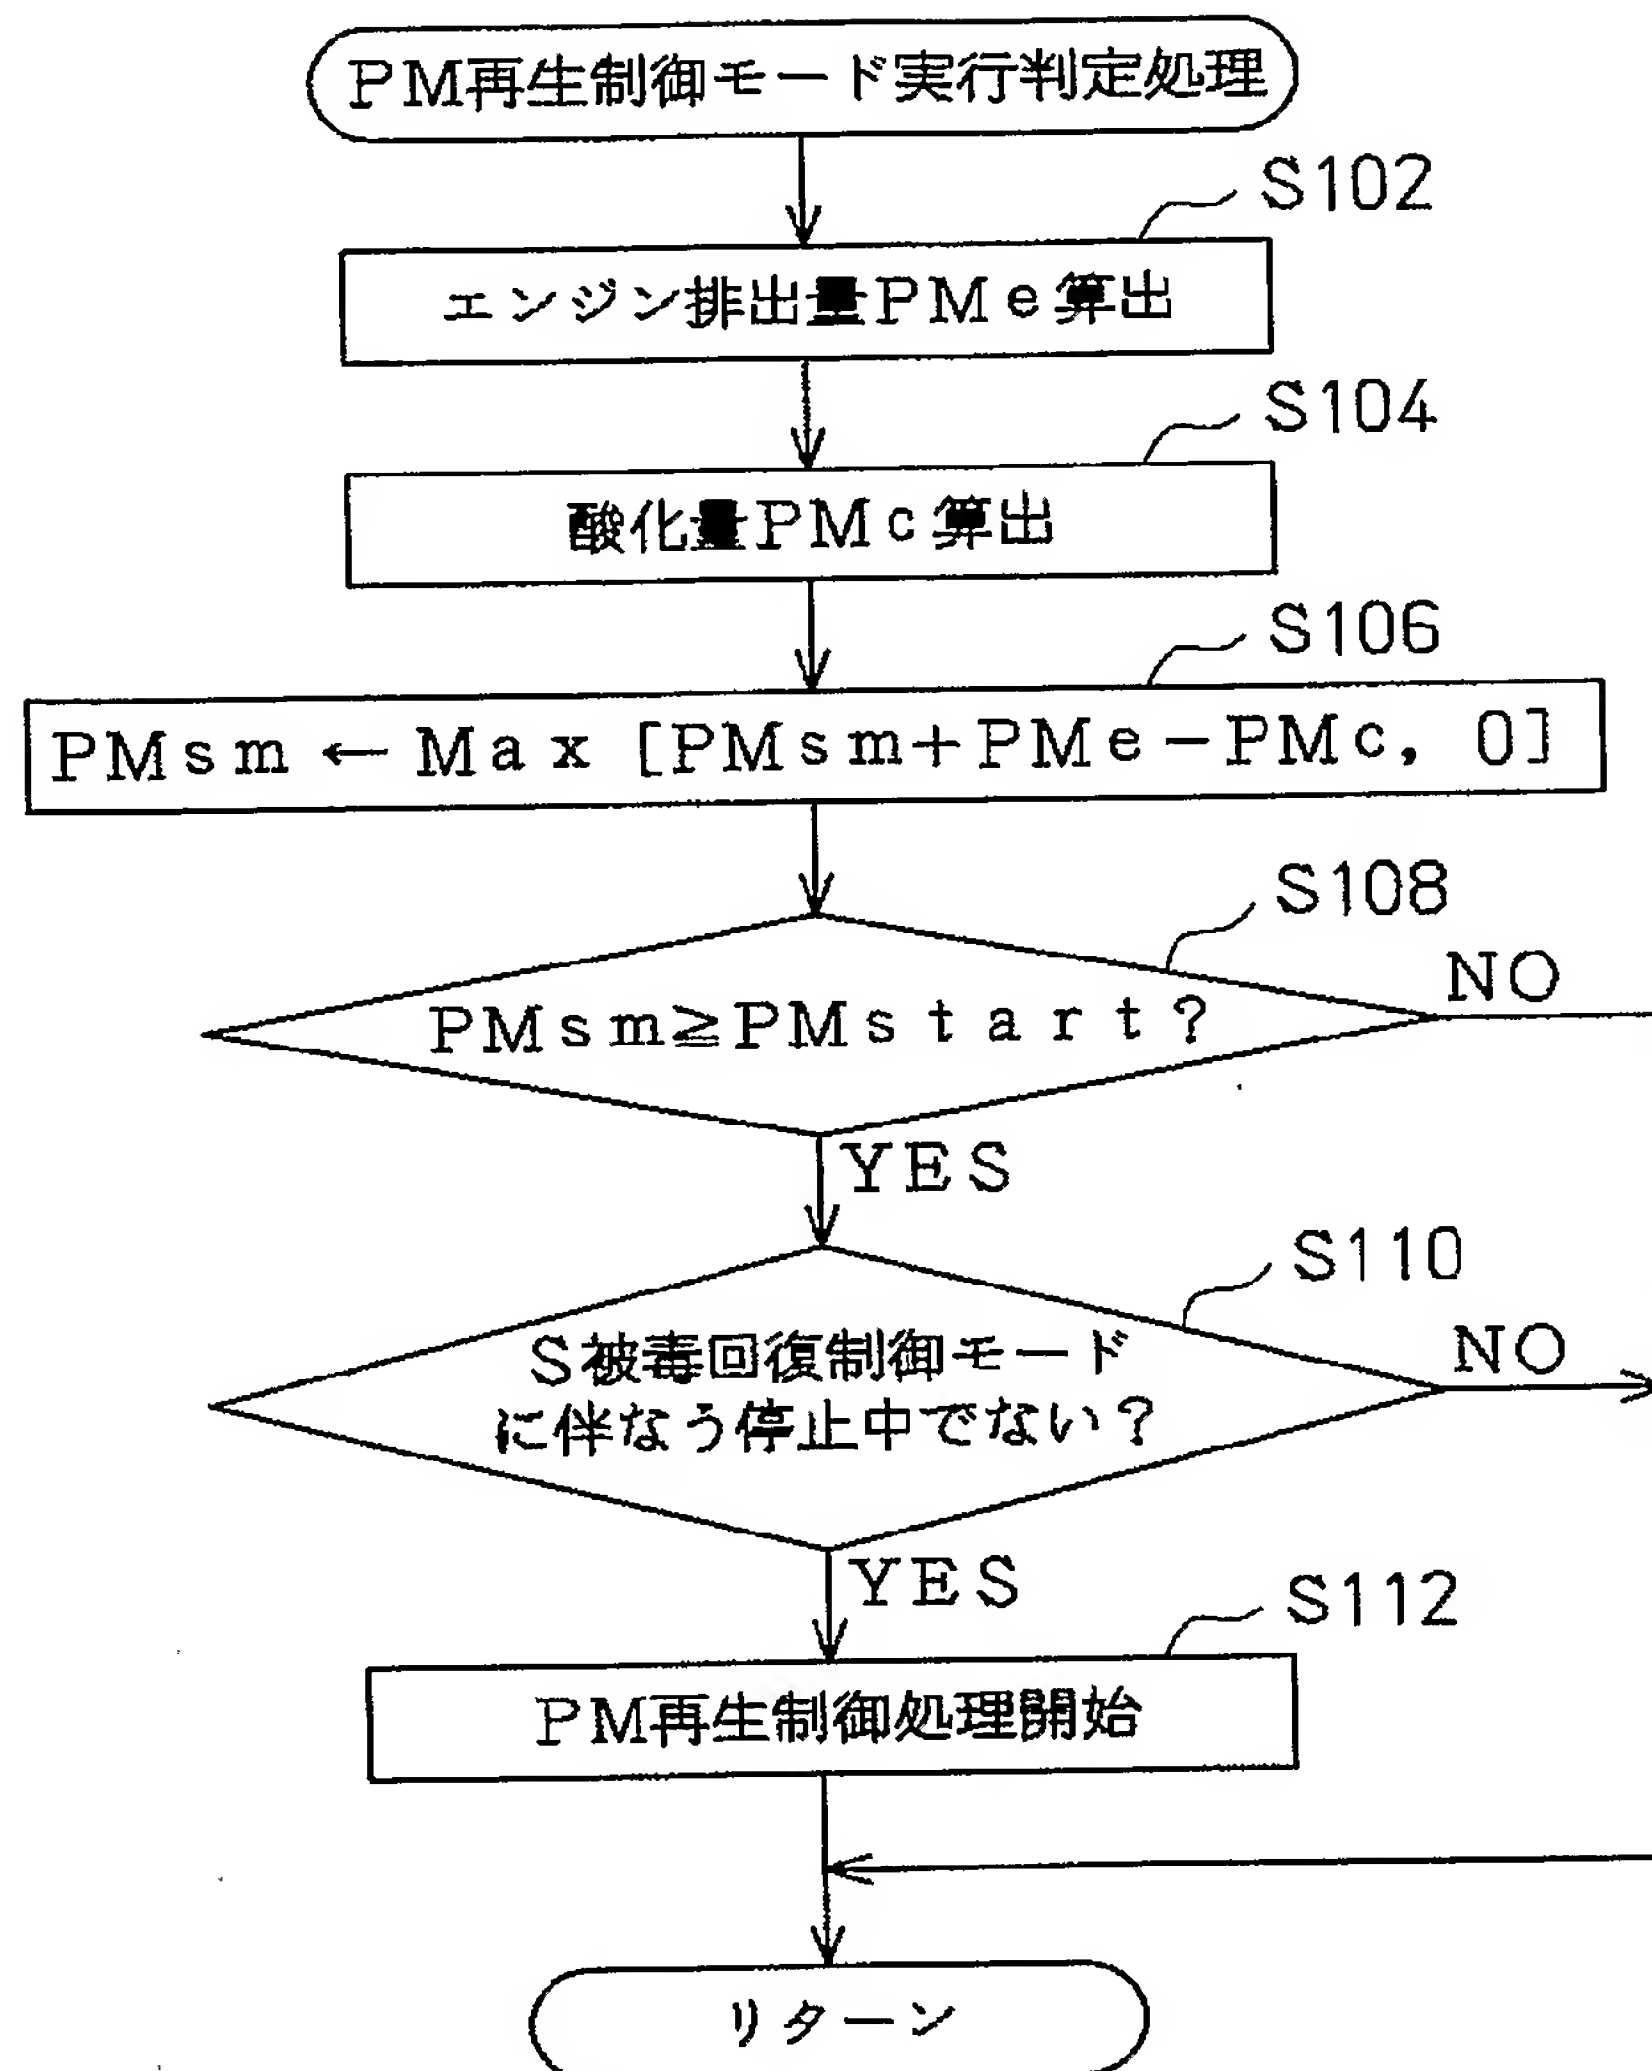 PM再生制御モード実行判定処理
S102
エンジン排出量PMe算出
S104
酸化量PMc算出
S106
PMsm←Max[PMsm+PMe-PMc, 0]
S108
NO
PMsm≧PMstart?
YES
S110
NO
S被毒回復制御モード
に伴なう停止中でない?
YES
S112
PM再生制御処理開始
リターン